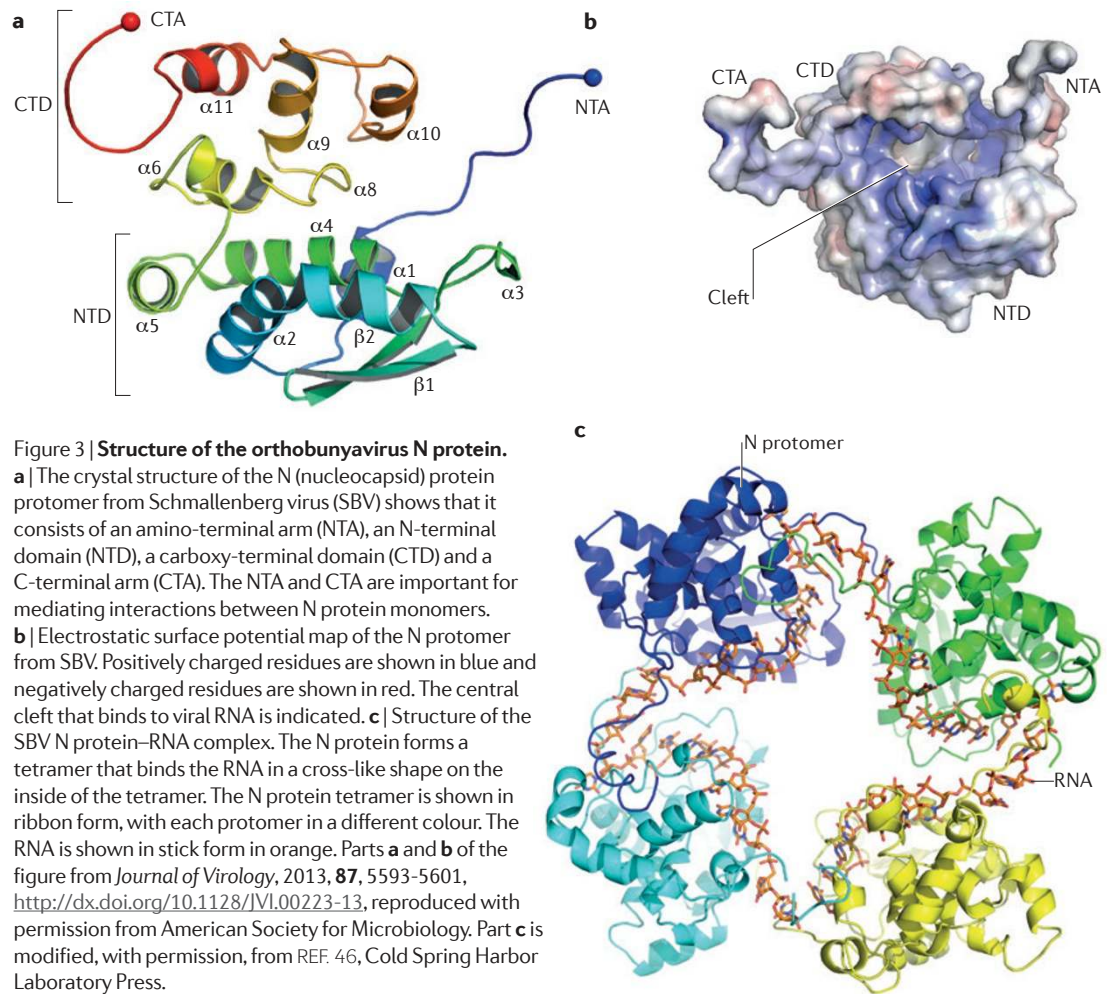 a
CTA
CTD
α11
α10
α9
α6
α8
NTA
α4
α1
α3
NTD
α5
α2
β2
β1
b
CTA
CTD
NTA
Cleft
NTD
Figure 3 | Structure of the orthobunyavirus N protein.
a | The crystal structure of the N (nucleocapsid) protein
protomer from Schmallenberg virus (SBV) shows that it
consists of an amino-terminal arm (NTA), an N-terminal
domain (NTD), a carboxy-terminal domain (CTD) and a
C-terminal arm (CTA). The NTA and CTA are important for
mediating interactions between N protein monomers.
b | Electrostatic surface potential map of the N protomer
from SBV. Positively charged residues are shown in blue and
negatively charged residues are shown in red. The central
cleft that binds to viral RNA is indicated. c | Structure of the
SBV N protein–RNA complex. The N protein forms a
tetramer that binds the RNA in a cross-like shape on the
inside of the tetramer. The N protein tetramer is shown in
ribbon form, with each protomer in a different colour. The
RNA is shown in stick form in orange. Parts a and b of the
figure from Journal of Virology, 2013, 87, 5593-5601,
http://dx.doi.org/10.1128/JVI.00223-13, reproduced with
permission from American Society for Microbiology. Part c is
modified, with permission, from REF. 46, Cold Spring Harbor
Laboratory Press.
c
N protomer
RNA